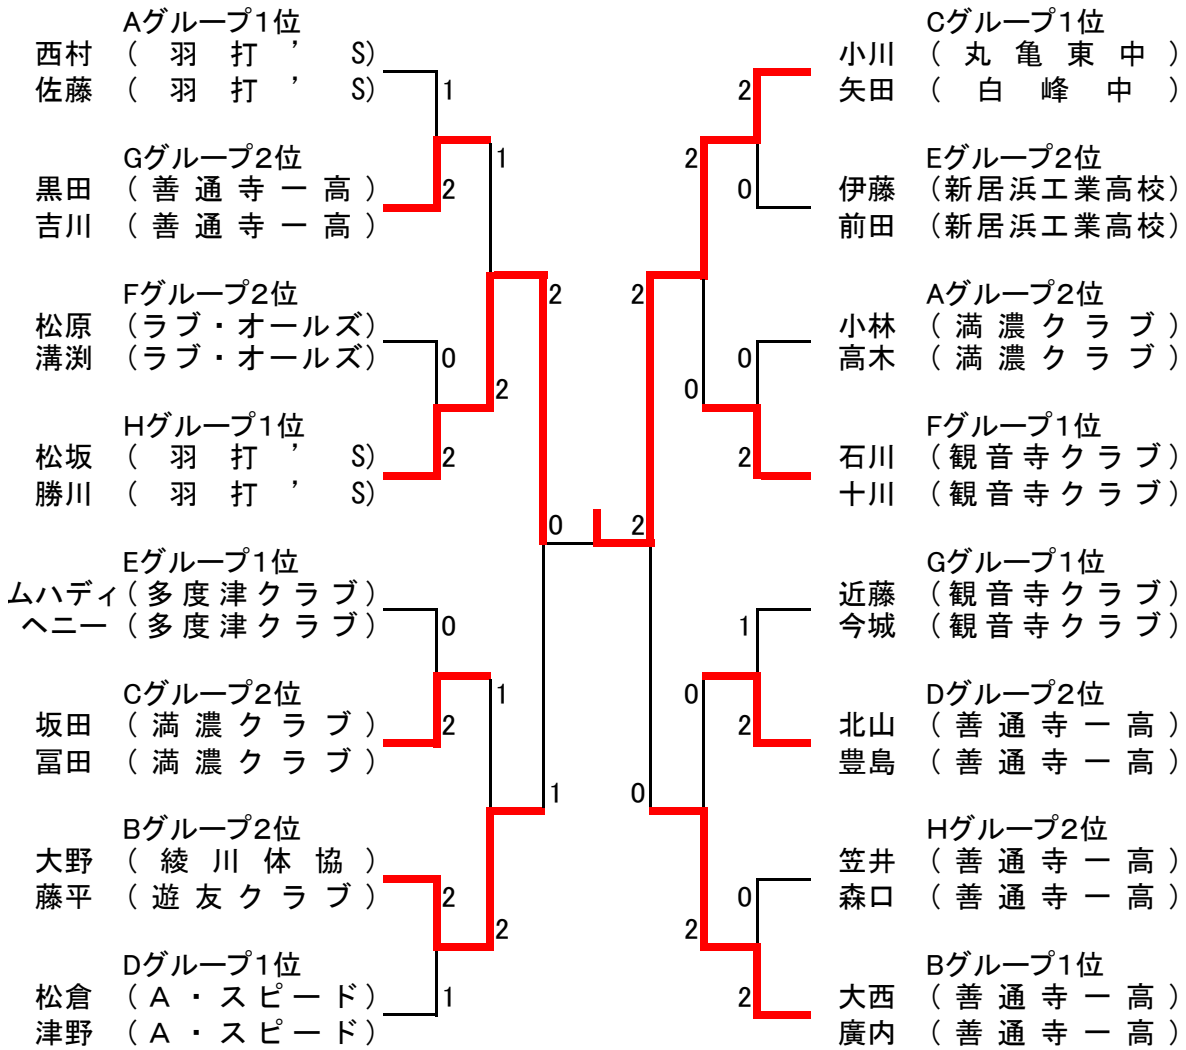 Aグループ1位
西村 ( 羽 打 ’ S)
佐藤 ( 羽 打 ’ S)
1
Gグループ2位
1
黒田 ( 善 通 寺 一 高 )
2
吉川 ( 善 通 寺 一 高 )
Fグループ2位
2
松原 (ラブ・オールズ)
溝渕 (ラブ・オールズ)
0
2
Hグループ1位
松坂 ( 羽 打 ’ S)
2
勝川 ( 羽 打 ’ S)
0
Eグループ1位
ムハディ(多度津クラブ)
ヘニー (多度津クラブ)
0
Cグループ2位
1
坂田 ( 満 濃 ク ラ ブ )
2
冨田 ( 満 濃 ク ラ ブ )
1
Bグループ2位
大野 ( 綾 川 体 協 )
藤平 ( 遊 友 ク ラ ブ )
2
2
Dグループ1位
松倉 ( A ・ スピード )
1
津野 ( A ・ スピード )
Cグループ1位
小川 ( 丸 亀 東 中 )
矢田 ( 白 峰 中 )
2
Eグループ2位
2
伊藤 (新居浜工業高校)
0
前田 (新居浜工業高校)
Aグループ2位
2
小林 ( 満 濃 ク ラ ブ )
高木 ( 満 濃 ク ラ ブ )
0
0
Fグループ1位
石川 (観音寺クラブ)
2
十川 (観音寺クラブ)
2
Gグループ1位
近藤 (観音寺クラブ)
今城 (観音寺クラブ)
1
Dグループ2位
0
北山 ( 善 通 寺 一 高 )
2
豊島 ( 善 通 寺 一 高 )
0
Hグループ2位
笠井 ( 善 通 寺 一 高 )
森口 ( 善 通 寺 一 高 )
0
2
Bグループ1位
大西 ( 善 通 寺 一 高 )
2
廣内 ( 善 通 寺 一 高 )